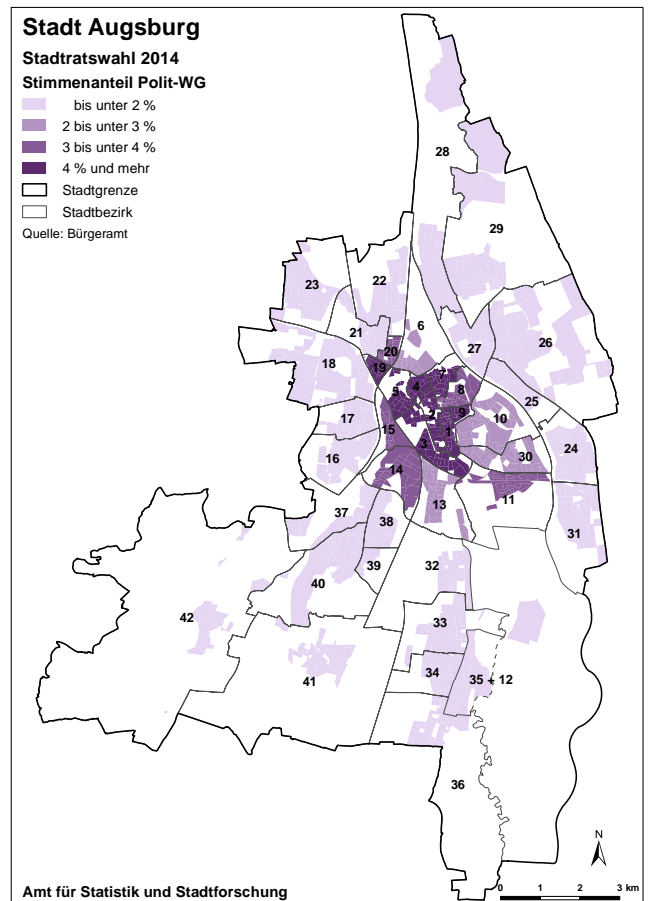 Stadt Augsburg
Stadtratswahl 2014
Stimmenanteil Polit-WG
bis unter 2 %
2 bis unter 3 %
3 bis unter 4 %
4 % und mehr
Stadtgrenze
Stadtbezirk
Quelle: Bürgeramt
28
29
23
22
6
21
20
27
26
18
19
7
5
4
8
25
17
2
9
10
15
1
24
16
3
30
14
11
13
37
38
31
32
39
40
42
33
41
34
35 + 12
36
N
Amt für Statistik und Stadtforschung
0 1 2 3 km